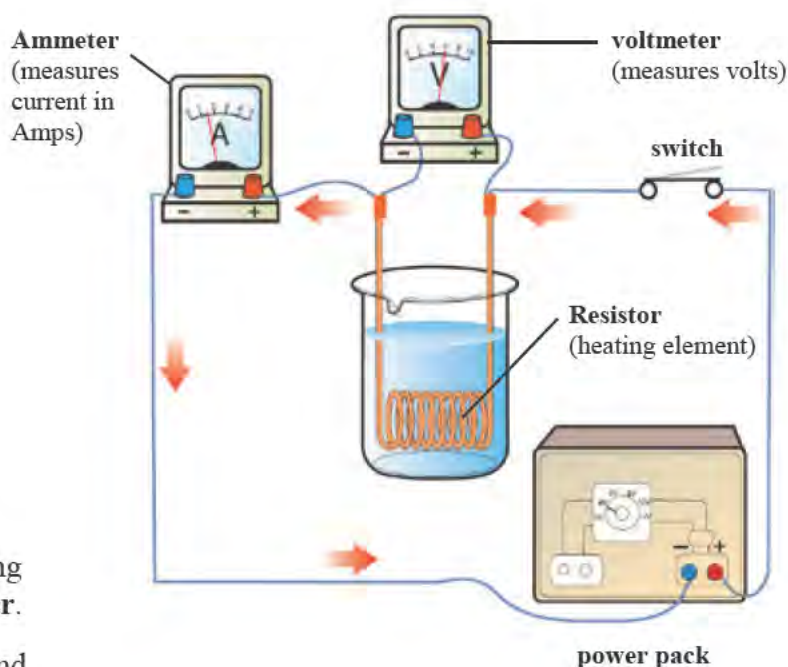 Ammeter
(measures
current in
Amps)
voltmeter
(measures volts)
switch
A
V
− +
− +
Resistor
(heating element)
− +
ng
r.
nd
power pack